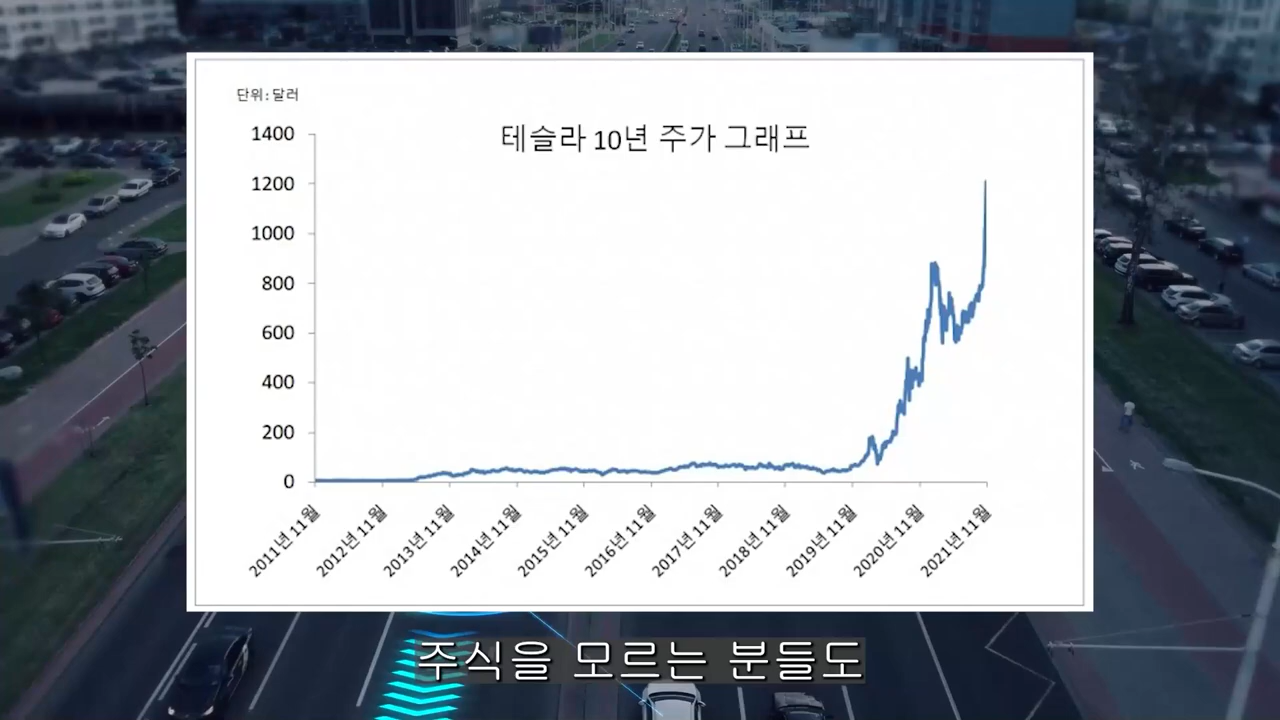 단위:달러
테슬라 10년 주가 그래프
1400
1200
1000
800
600
400
200
0
2011년 11월
2012년 11월
2013년 11월
2014년 11월
2015년 11월
2016년 11월
2017년 11월
2018년 11월
2019년 11월
2020년 11월
2021년 11월
주식을 모르는 분들도